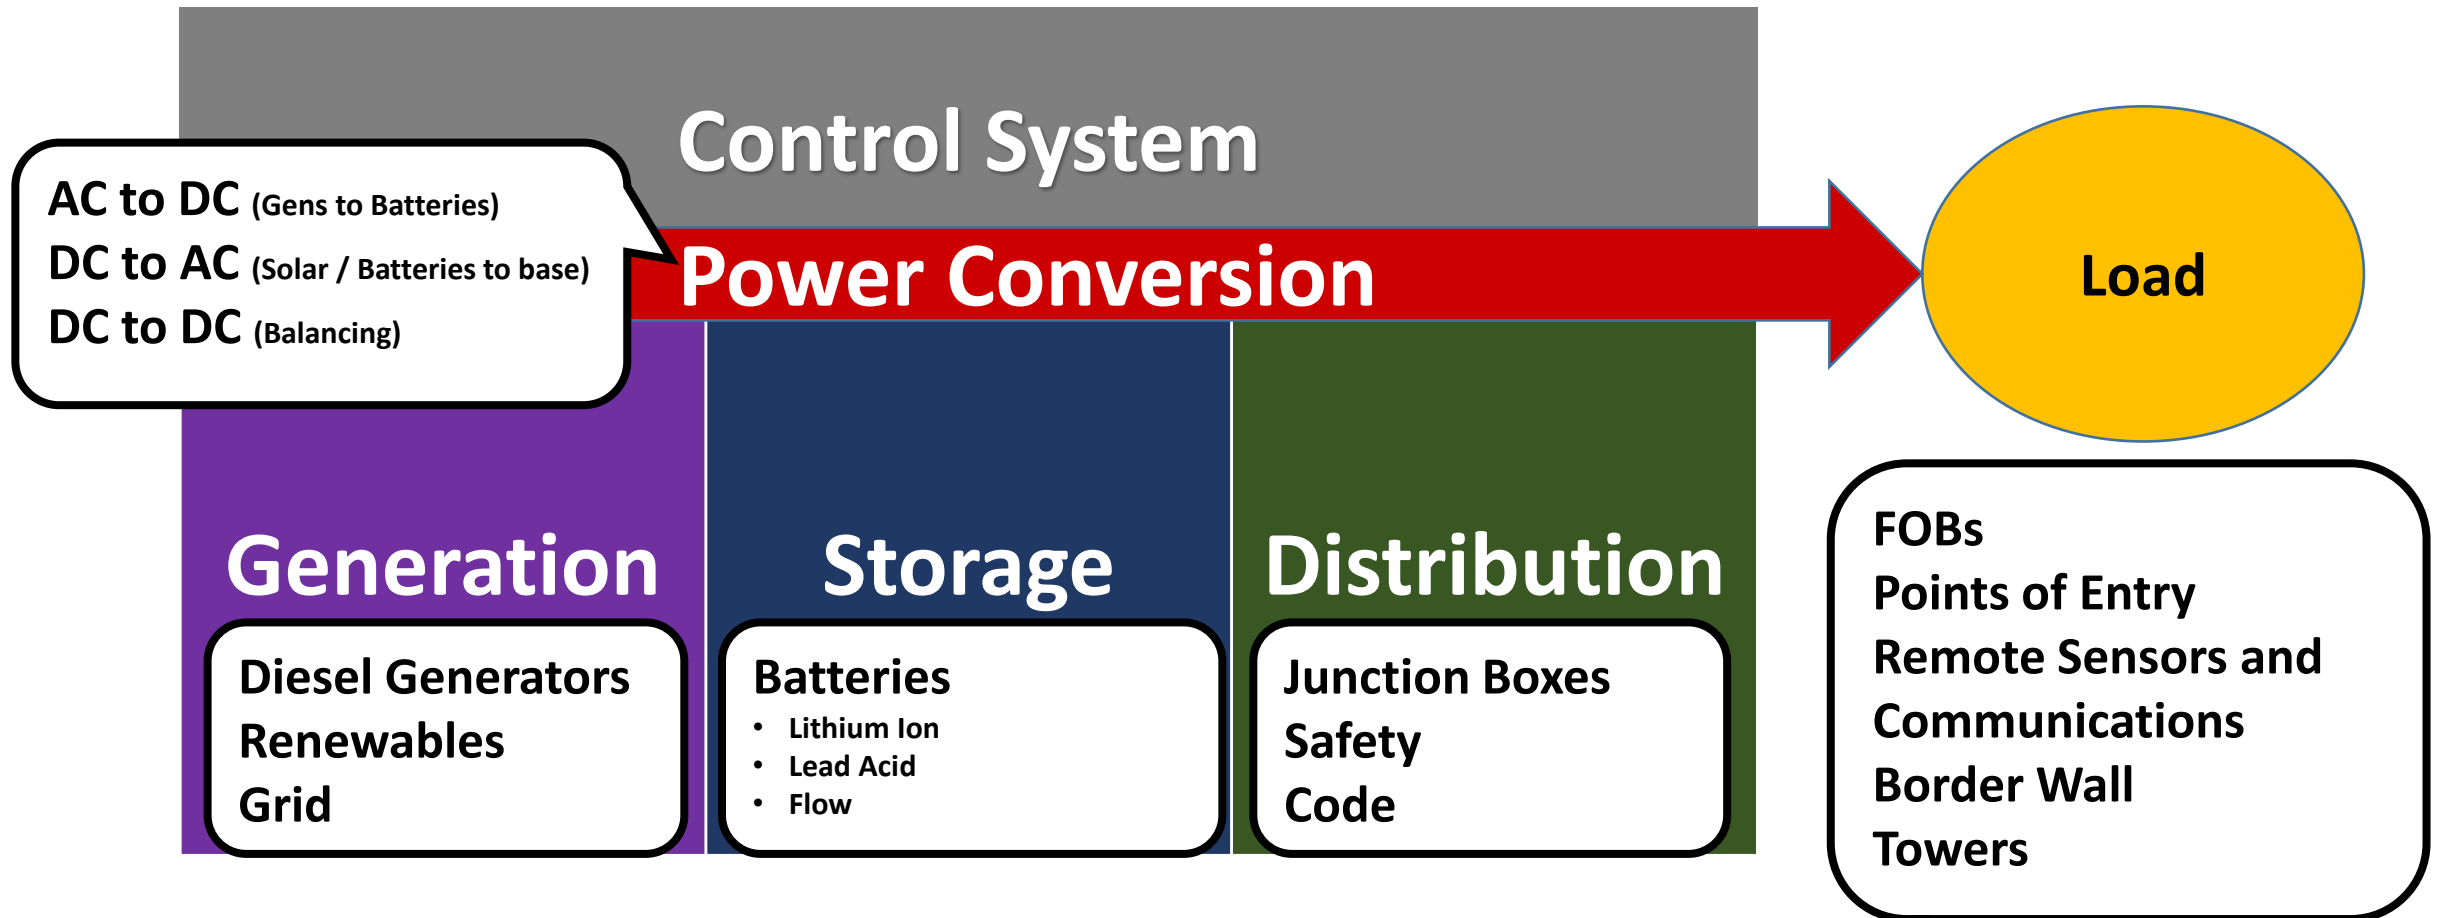 Control System
AC to DC (Gens to Batteries)
DC to AC (Solar / Batteries to base)
DC to DC (Balancing)
Power Conversion
Load
Generation
Diesel Generators
Renewables
Grid
Storage
Batteries
• Lithium Ion
• Lead Acid
• Flow
Distribution
Junction Boxes
Safety
Code
FOBs
Points of Entry
Remote Sensors and
Communications
Border Wall
Towers